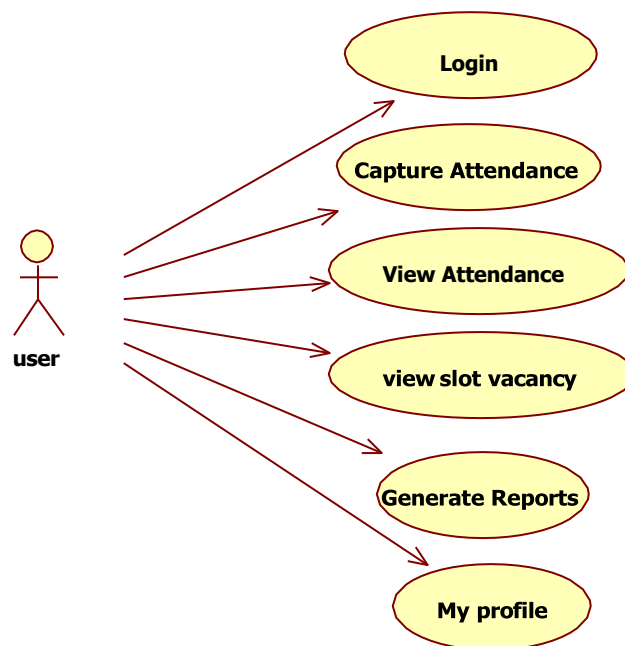 Login
Capture Attendance
View Attendance
user
view slot vacancy
Generate Reports
My profile